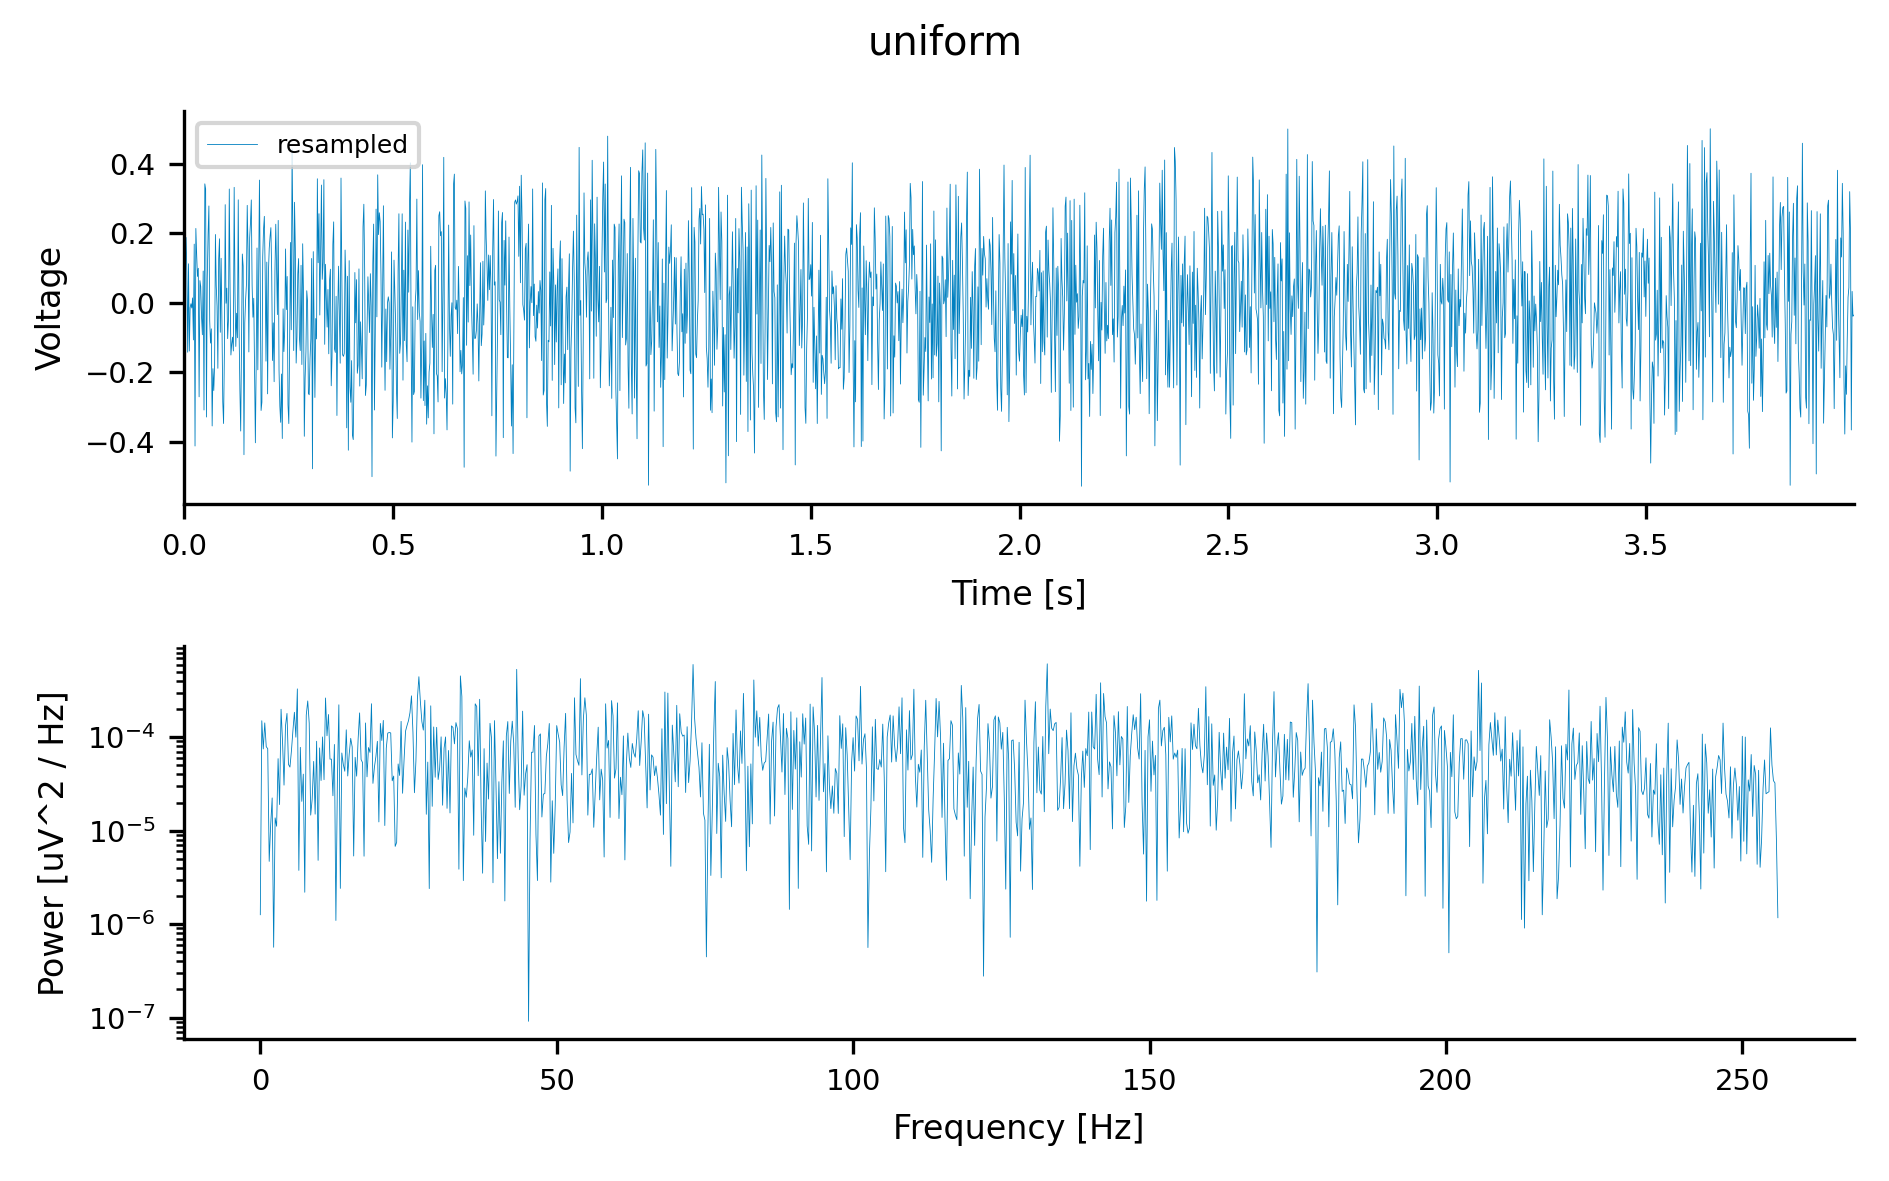 uniform
resampled
Voltage
0.4
0.2
0.0
−0.2
−0.4
0.0 0.5 1.0 1.5 2.0 2.5 3.0 3.5
Time [s]
Power [uV^2 / Hz]
10⁻⁴
10⁻⁵
10⁻⁶
10⁻⁷
0 50 100 150 200 250
Frequency [Hz]